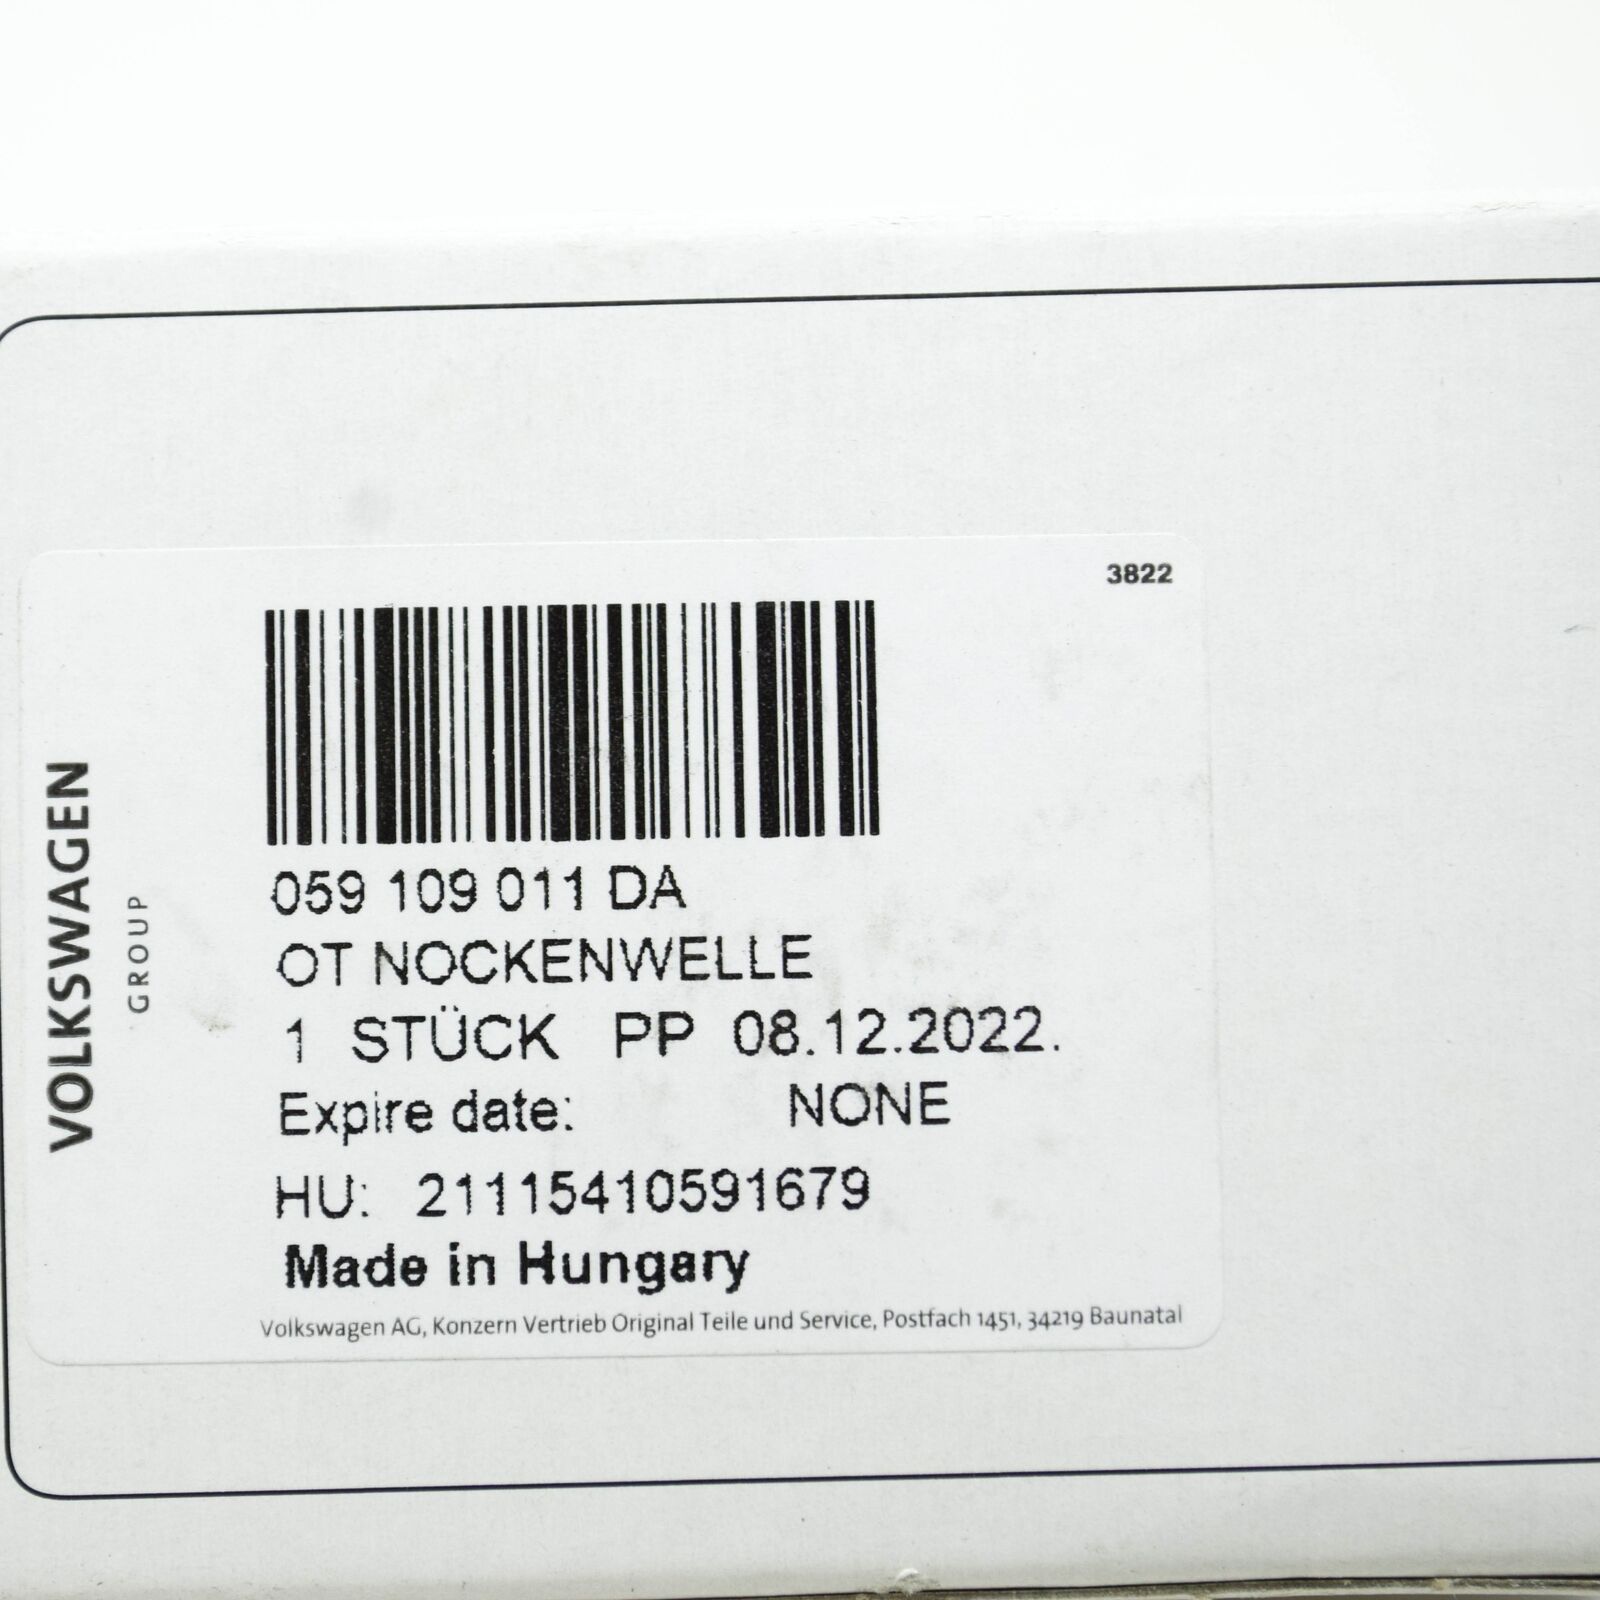 VOLKSWAGEN
GROUP
3822
059 109 011 DA
OT NOCKENWELLE
1 STÜCK PP 08.12.2022.
Expire date: NONE
HU: 21115410591679
Made in Hungary
Volkswagen AG, Konzern Vertrieb Original Teile und Service, Postfach 1451, 34219 Baunatal